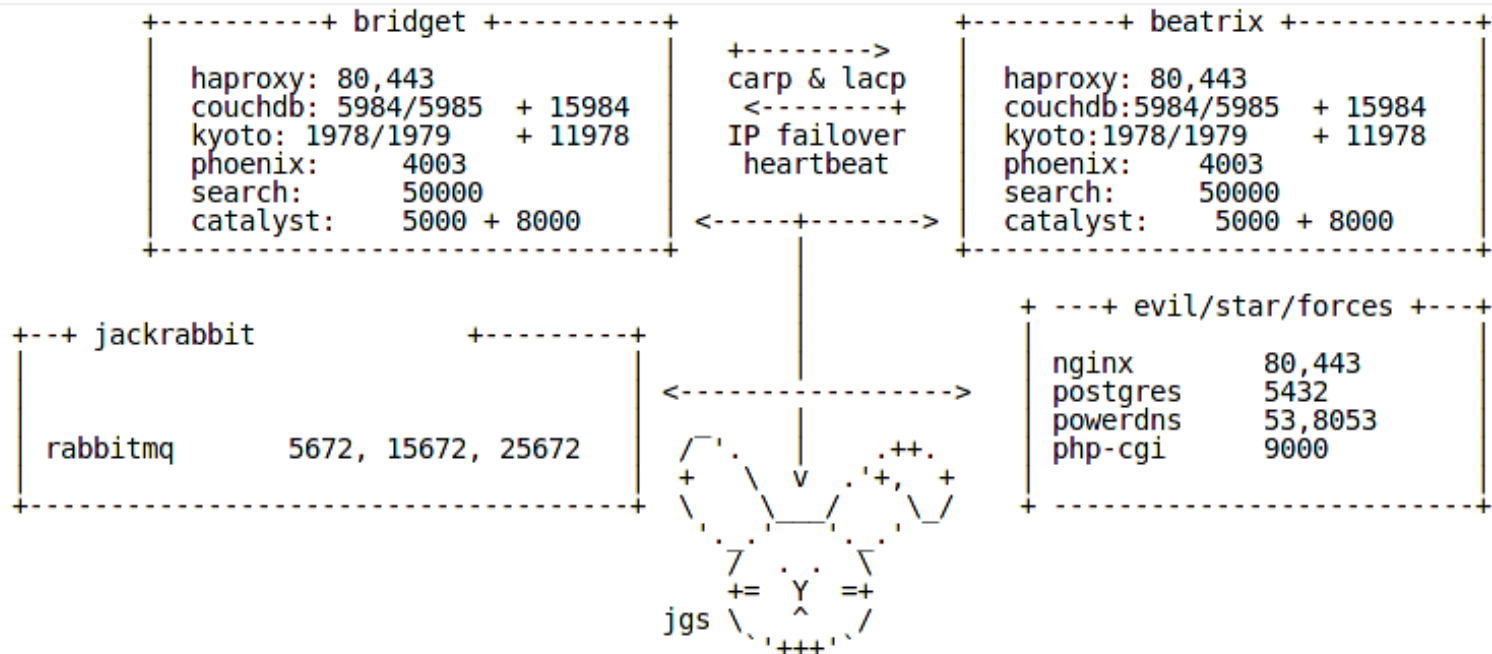 bridget
haproxy: 80,443
couchdb: 5984/5985 + 15984
kyoto: 1978/1979 + 11978
phoenix: 4003
search: 50000
catalyst: 5000 + 8000
carp & lacp
IP failover
heartbeat
beatrix
haproxy: 80,443
couchdb:5984/5985 + 15984
kyoto:1978/1979 + 11978
phoenix: 4003
search: 50000
catalyst: 5000 + 8000
jackrabbit
rabbitmq 5672, 15672, 25672
evil/star/forces
nginx 80,443
postgres 5432
powerdns 53,8053
php-cgi 9000
jgs